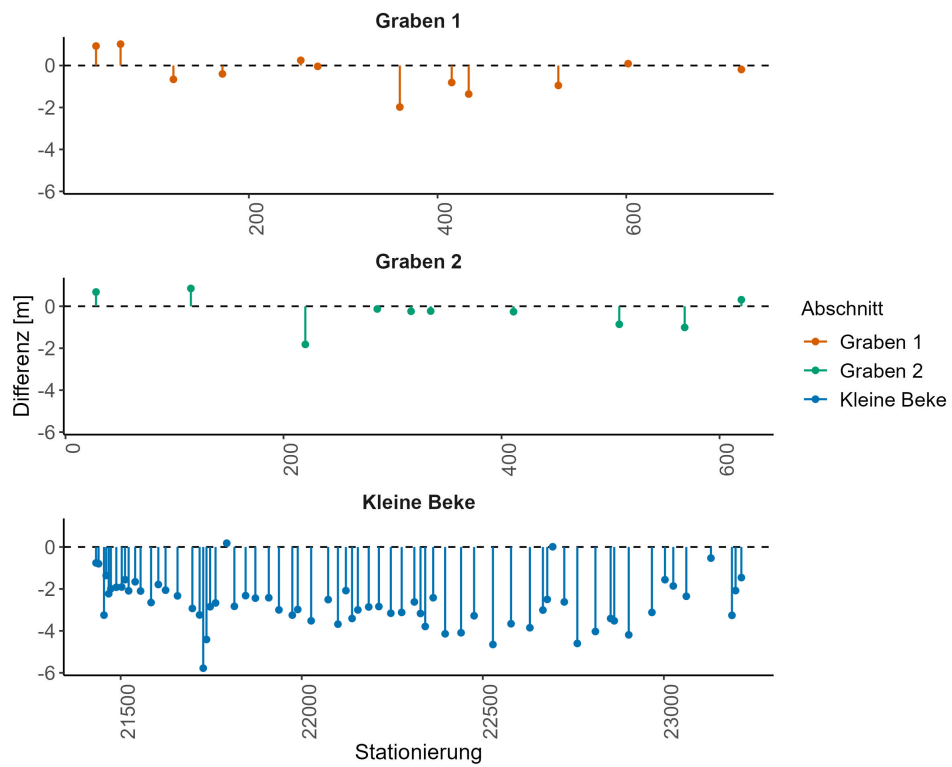 Graben 1
0
-2
-4
-6
200
400
600
Graben 2
0
-2
-4
-6
0
200
400
600
Differenz [m]
Abschnitt
Graben 1
Graben 2
Kleine Beke
Kleine Beke
0
-2
-4
-6
21500
22000
22500
23000
Stationierung